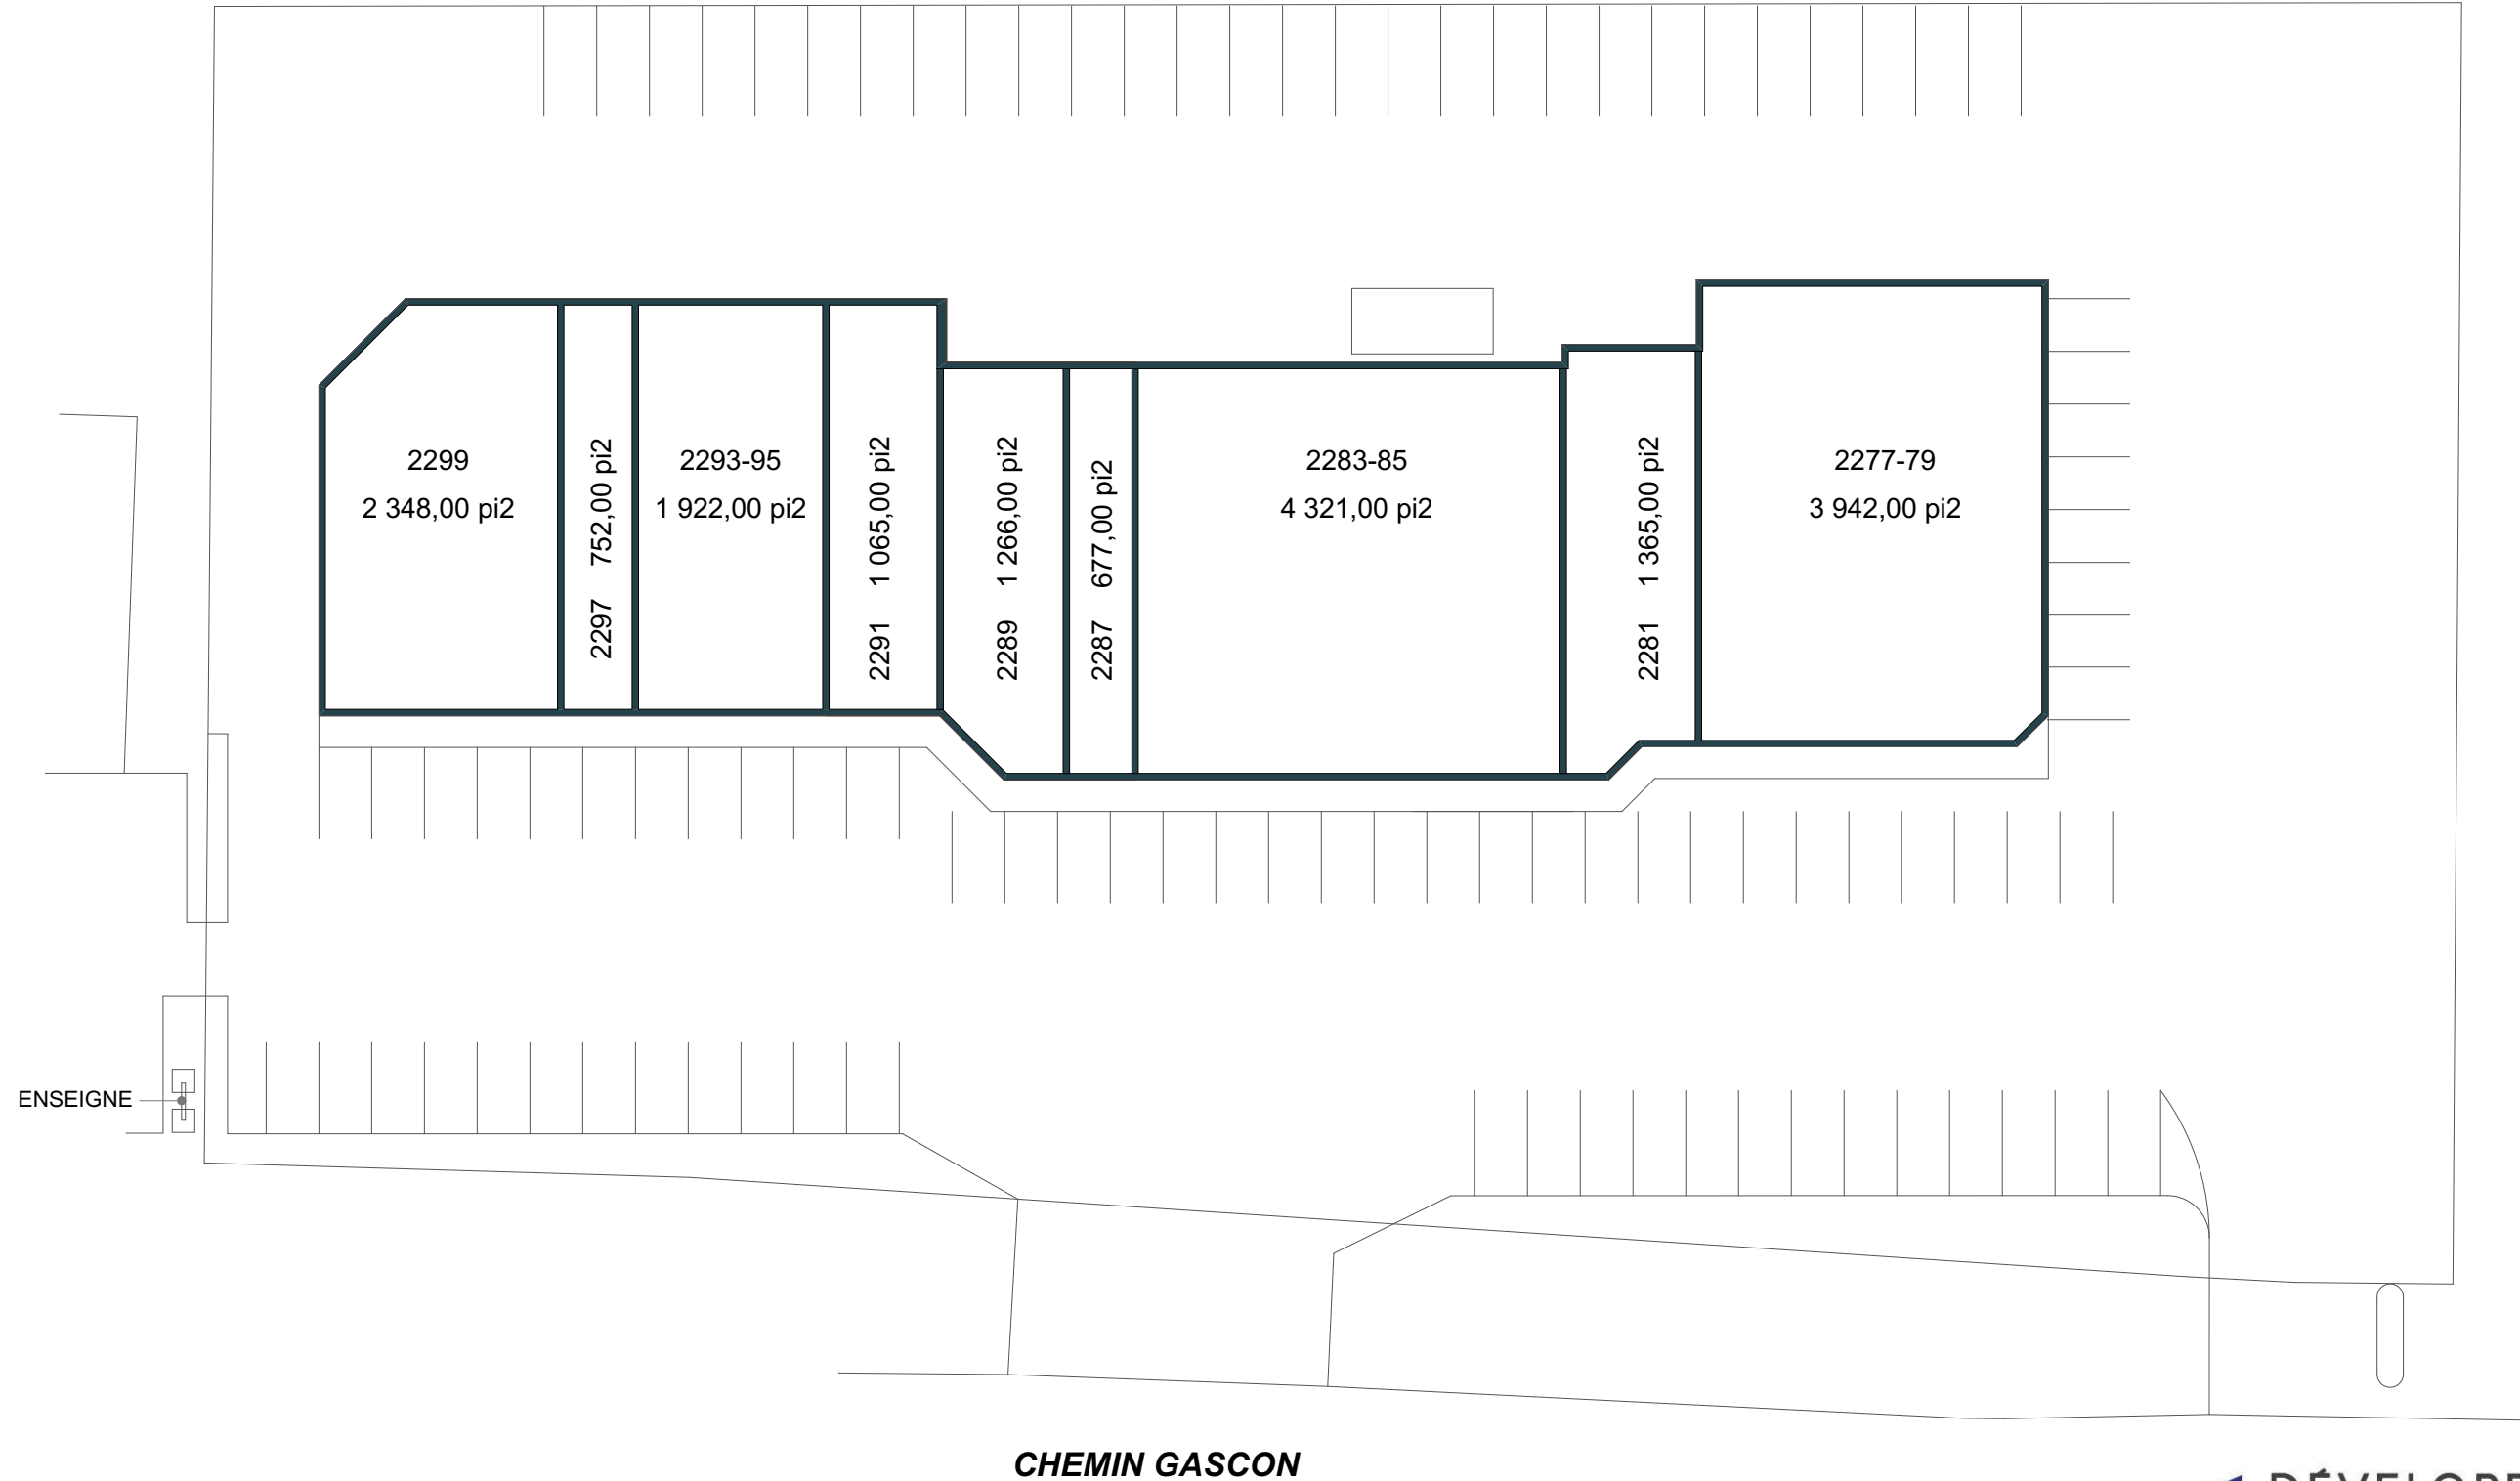 2299
2 348,00 pi2
2297 752,00 pi2
2293-95
1 922,00 pi2
2291 1 065,00 pi2
2289 1 266,00 pi2
2287 677,00 pi2
2283-85
4 321,00 pi2
2281 1 365,00 pi2
2277-79
3 942,00 pi2
ENSEIGNE
CHEMIN GASCON